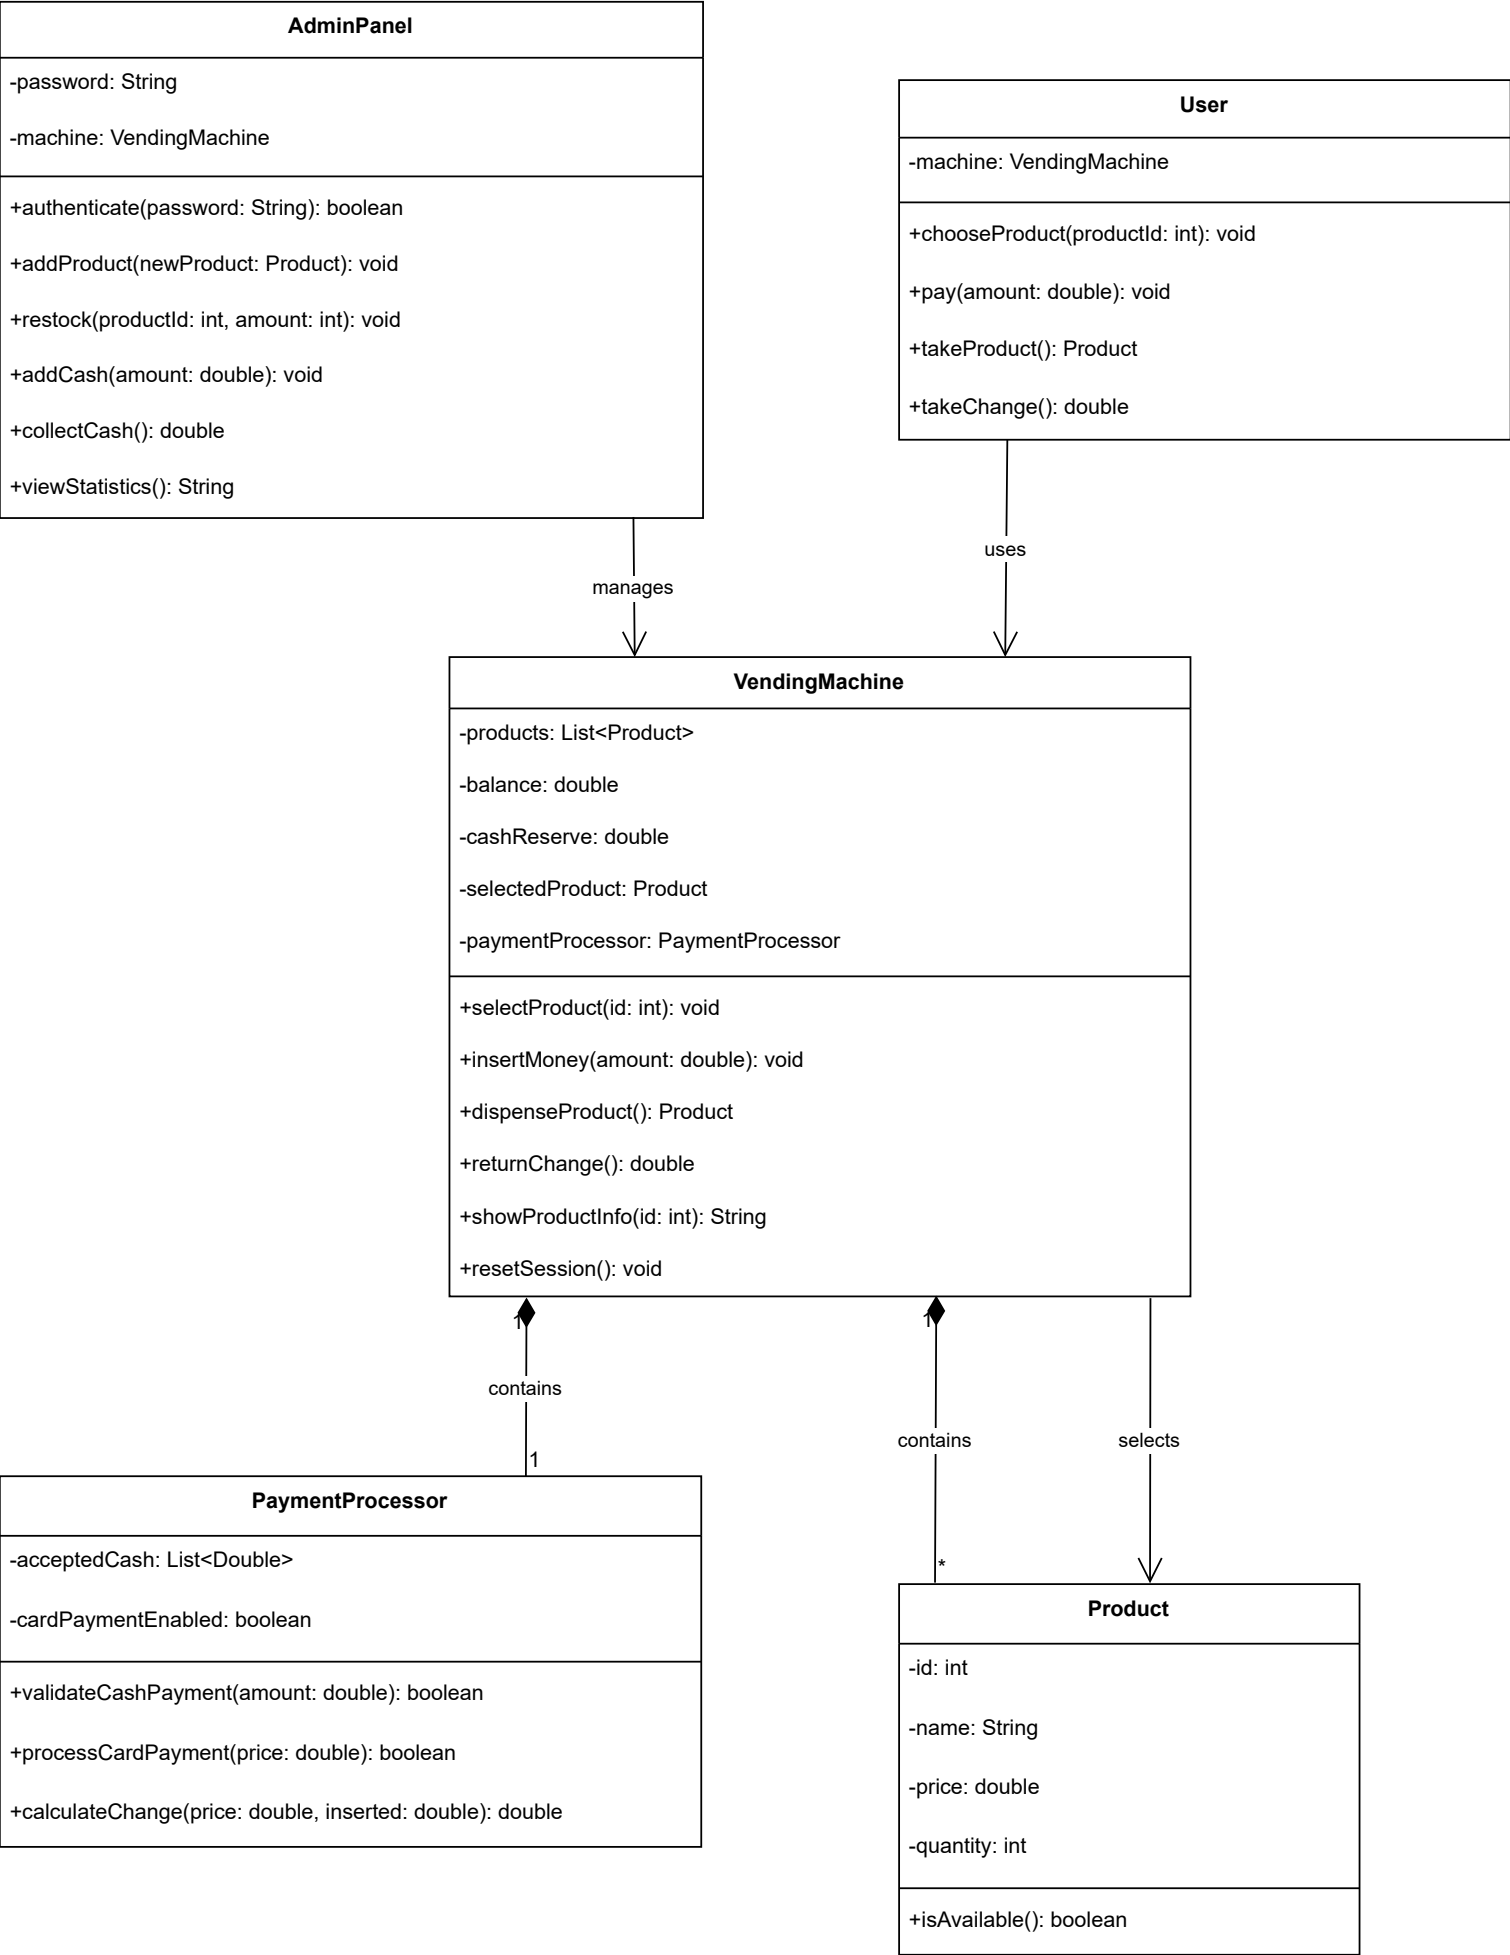 AdminPanel
-password: String
-machine: VendingMachine
+authenticate(password: String): boolean
+addProduct(newProduct: Product): void
+restock(productId: int, amount: int): void
+addCash(amount: double): void
+collectCash(): double
+viewStatistics(): String
User
-machine: VendingMachine
+chooseProduct(productId: int): void
+pay(amount: double): void
+takeProduct(): Product
+takeChange(): double
manages
uses
VendingMachine
-products: List<Product>
-balance: double
-cashReserve: double
-selectedProduct: Product
-paymentProcessor: PaymentProcessor
+selectProduct(id: int): void
+insertMoney(amount: double): void
+dispenseProduct(): Product
+returnChange(): double
+showProductInfo(id: int): String
+resetSession(): void
1
contains
1
1
contains
*
selects
PaymentProcessor
-acceptedCash: List<Double>
-cardPaymentEnabled: boolean
+validateCashPayment(amount: double): boolean
+processCardPayment(price: double): boolean
+calculateChange(price: double, inserted: double): double
Product
-id: int
-name: String
-price: double
-quantity: int
+isAvailable(): boolean